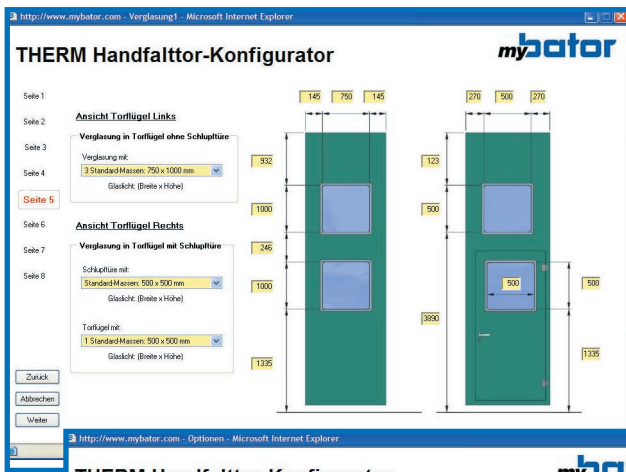 http://www.mybator.com - Verglasung1 - Microsoft Internet Explorer
THERM Handfalttor-Konfigurator
mybator
Seite 1
Seite 2
Seite 3
Seite 4
Seite 5
Seite 6
Seite 7
Seite 8
Zurück
Abbrechen
Weiter
Ansicht Torflügel Links
Verglasung in Torflügel ohne Schlupftüre
Verglasung mit:
3 Standard-Massen: 750 x 1000 mm
Glaslicht: (Breite x Höhe)
Ansicht Torflügel Rechts
Verglasung in Torflügel mit Schlupftüre
Schlupftüre mit:
Standard-Massen: 500 x 500 mm
Glaslicht: (Breite x Höhe)
Torflügel mit:
1 Standard-Massen: 500 x 500 mm
Glaslicht: (Breite x Höhe)
145 750 145
932
1000
246
1000
1335
270 500 270
123
500
3890
500
500
1335
http://www.mybator.com - Optionen - Microsoft Internet Explorer